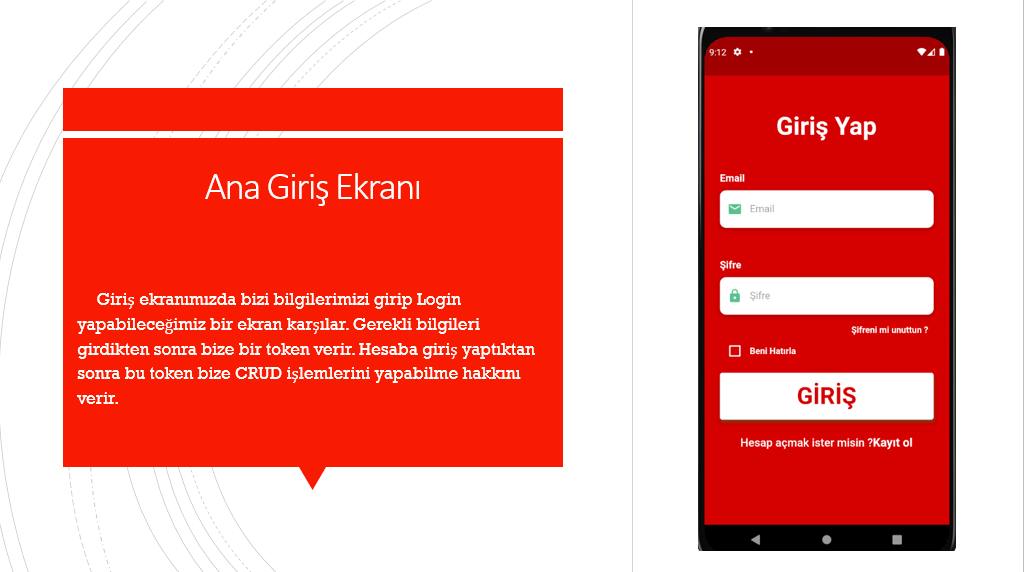 Ana Giriş Ekranı
Giriş ekranımızda bizi bilgilerimizi girip Login
yapabileceğimiz bir ekran karşılar. Gerekli bilgileri
girdikten sonra bize bir token verir. Hesaba giriş yaptıktan
sonra bu token bize CRUD işlemlerini yapabilme hakkını
verir.
9:12
Giriş Yap
Email
Email
Şifre
Şifre
Şifreni mi unuttun ?
Beni Hatırla
GİRİŞ
Hesap açmak ister misin ?Kayıt ol